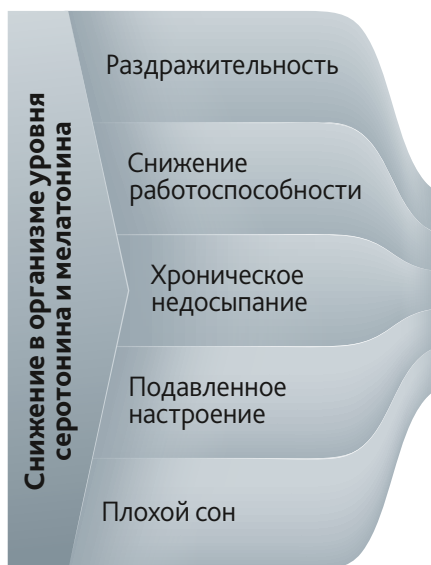 Снижение в организме уровня
серотонина и мелатонина
Раздражительность
Снижение
работоспособности
Хроническое
недосыпание
Подавленное
настроение
Плохой сон